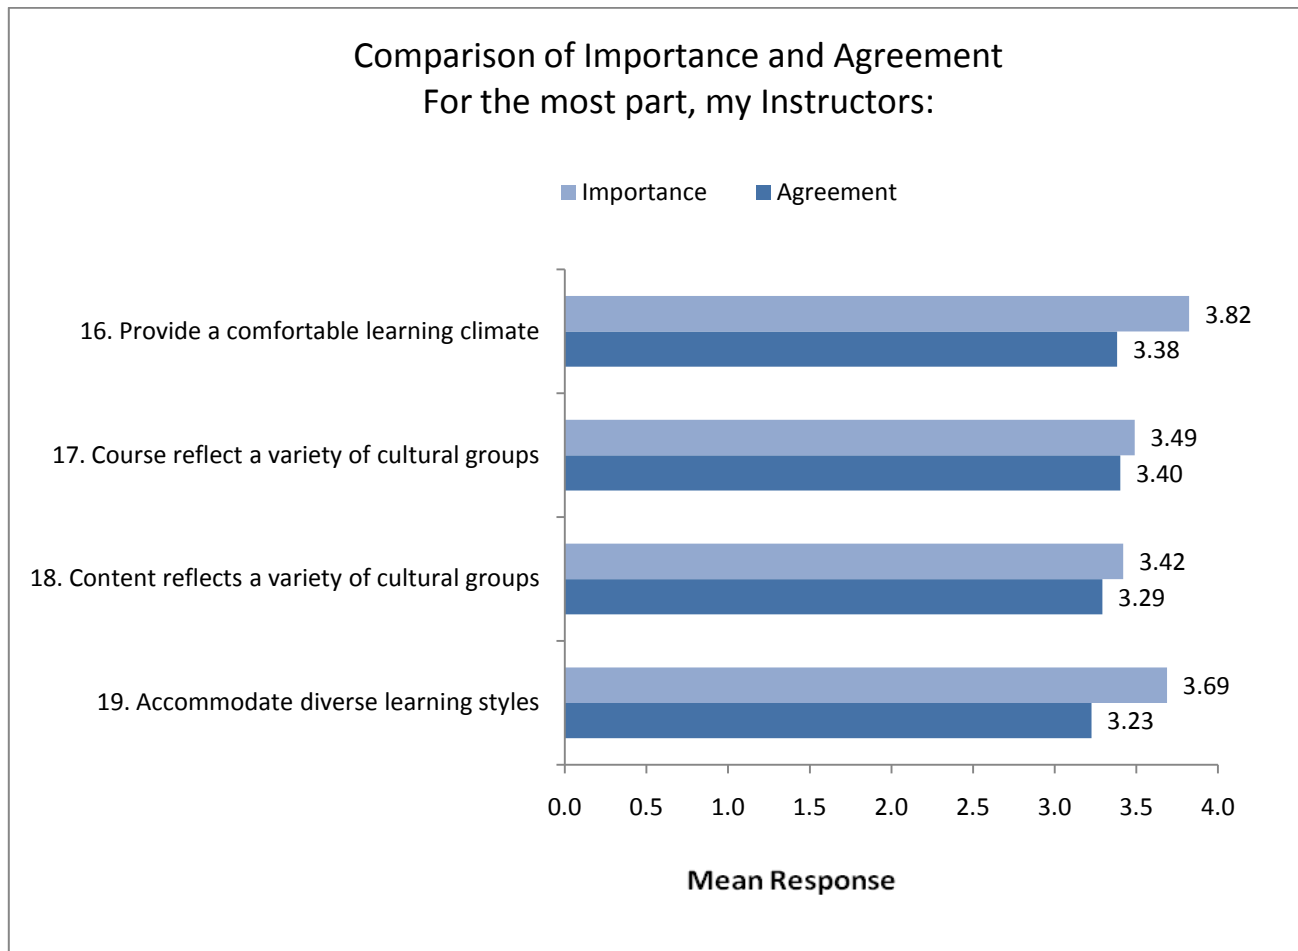 Comparison of Importance and Agreement
For the most part, my Instructors:
Importance Agreement
16. Provide a comfortable learning climate
3.82
3.38
17. Course reflect a variety of cultural groups
3.49
3.40
18. Content reflects a variety of cultural groups
3.42
3.29
19. Accommodate diverse learning styles
3.69
3.23
0.0 0.5 1.0 1.5 2.0 2.5 3.0 3.5 4.0
Mean Response